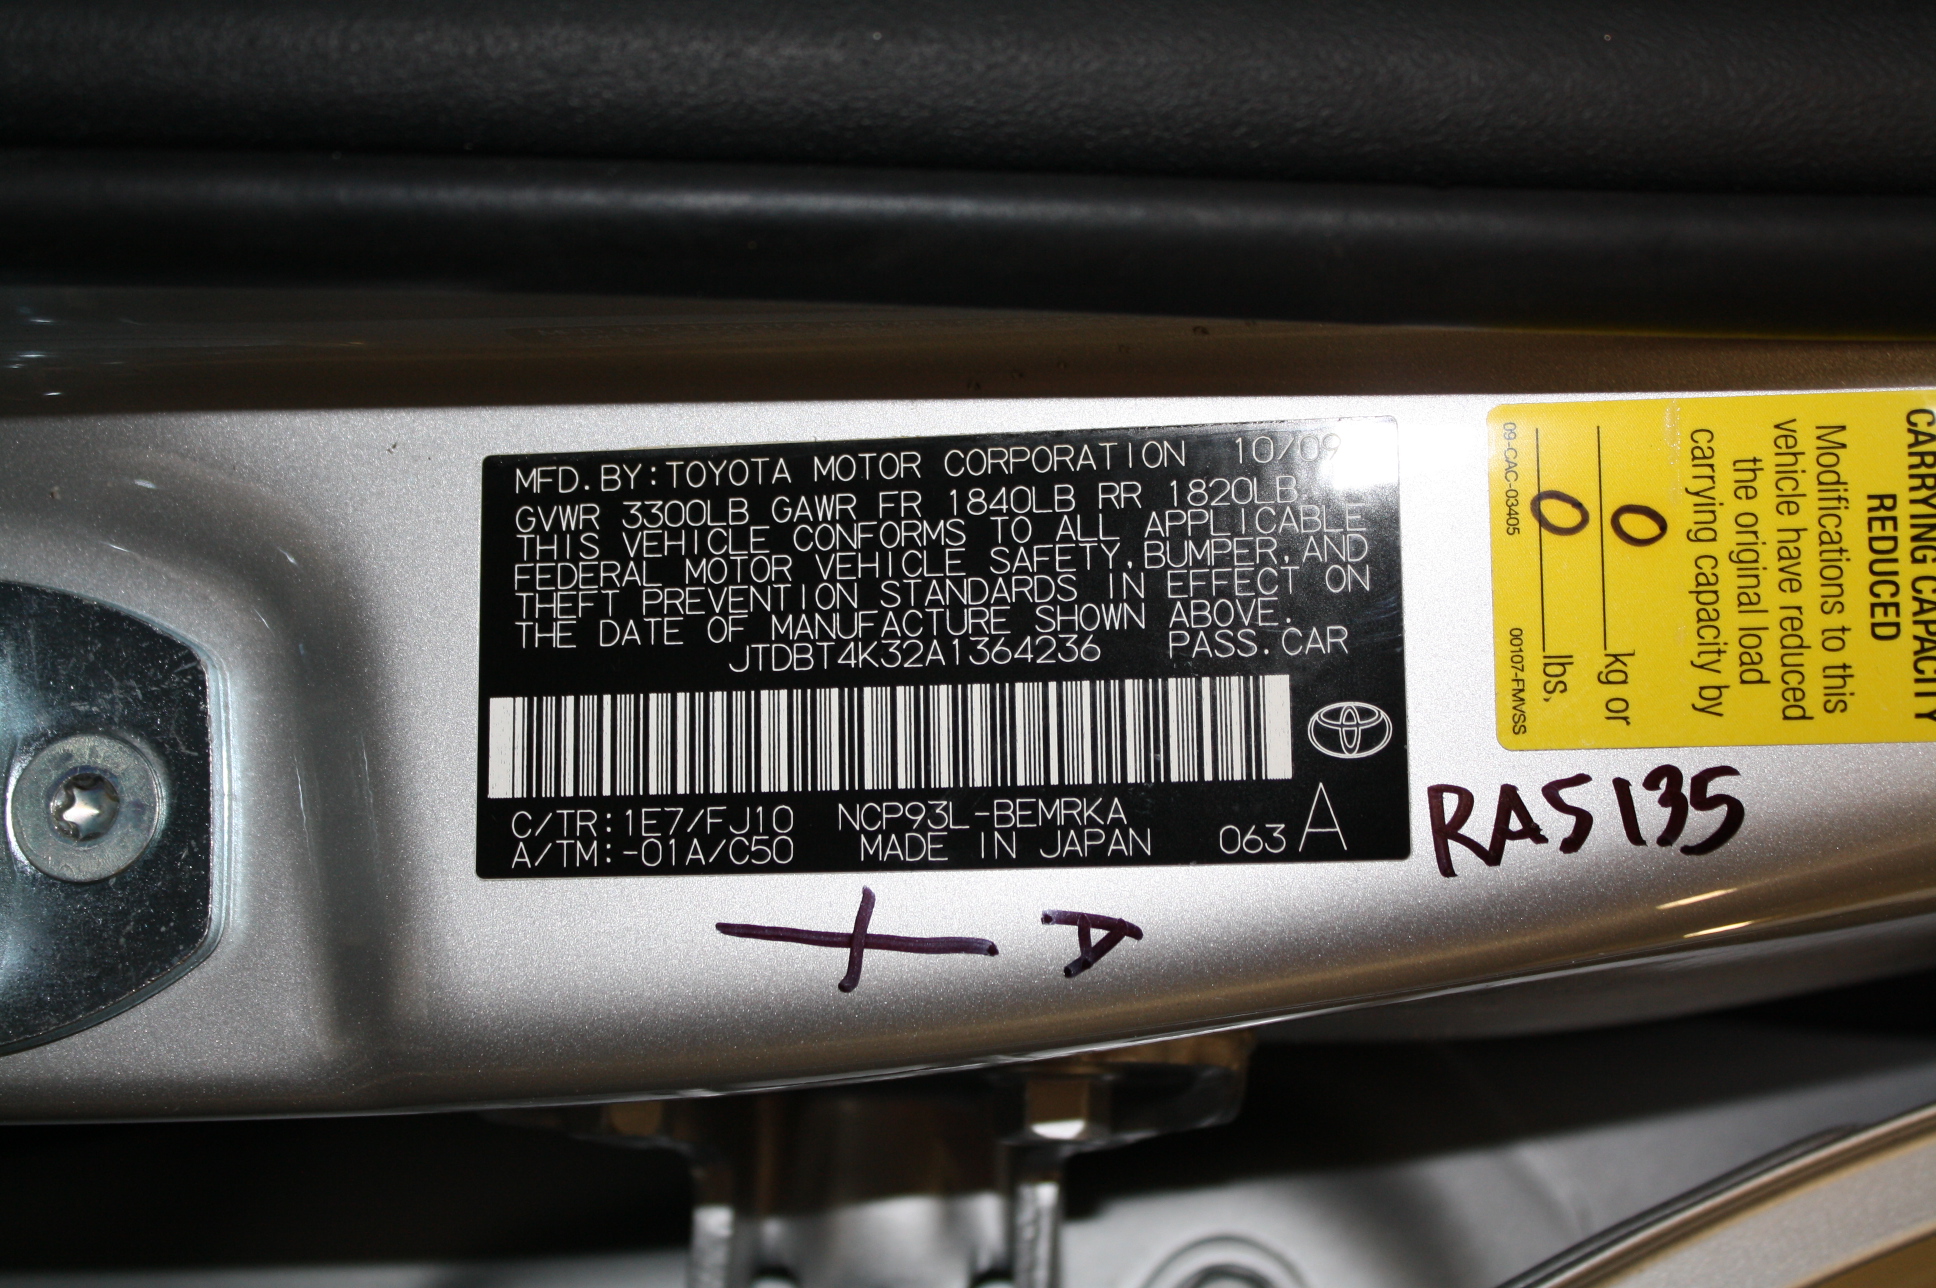 MFD. BY: TOYOTA MOTOR CORPORATION 10/09
GVWR 3300LB GAWR FR 1840LB RR 1820LB.
THIS VEHICLE CONFORMS TO ALL APPLICABLE
FEDERAL MOTOR VEHICLE SAFETY, BUMPER, AND
THEFT PREVENTION STANDARDS IN EFFECT ON
THE DATE OF MANUFACTURE SHOWN ABOVE.
JTDBT4K32A1364236 PASS. CAR
C/TR: 1E7/FJ10 NCP93L-BEMRKA
A/TM: -01A/C50 MADE IN JAPAN 063 A
CARRYING CAPACITY
REDUCED
Modifications to this
vehicle have reduced
the original load
carrying capacity by
0 kg or
0 lbs,
09-CAC-03405 00107-FMVSS
RAS135
A